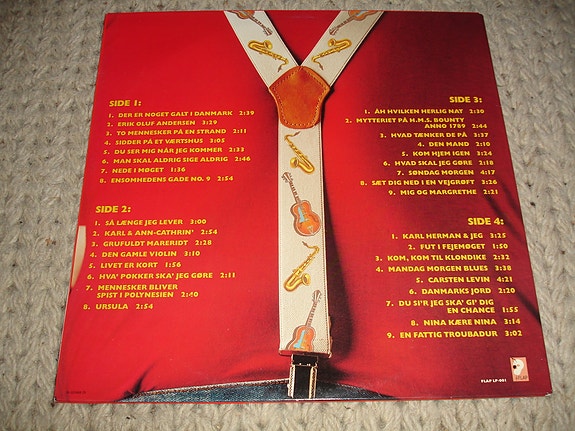 SIDE 1:
1. DER ER NOGET GALT I DANMARK 2:39
2. ERIK OLUF ANDERSEN 3:29
3. TO MENNESKER PÅ EN STRAND 2:11
4. SIDDER PÅ ET VÆRTSHUS 3:05
5. DU SER MIG NÅR JEG KOMMER 2:33
6. MAN SKAL ALDRIG SIGE ALDRIG 2:46
7. NEDE I MØGET 1:36
8. ENSOMHEDENS GADE NO. 9 2:54
SIDE 2:
1. SÅ LÆNGE JEG LEVER 3:00
2. KARL & ANN-CATHRIN' 2:54
3. GRUFULDT MARERIDT 2:28
4. DEN GAMLE VIOLIN 3:10
5. LIVET ER KORT 1:56
6. HVA' POKKER SKA' JEG GØRE 2:11
7. MENNESKER BLIVER
SPIST I POLYNESIEN 2:40
8. URSULA 2:54
SIDE 3:
1. ÅH HVILKEN HERLIG NAT 2:30
2. MYTTERIET PÅ H.M.S. BOUNTY
ANNO 1789 2:44
3. HVAD TÆNKER DE PÅ 3:37
4. DEN MAND 2:10
5. KOM HJEM IGEN 3:24
6. HVAD SKAL JEG GØRE 2:18
7. SØNDAG MORGEN 4:17
8. SÆT DIG NED I EN VEJGRØFT 3:26
9. MIG OG MARGRETHE 2:21
SIDE 4:
1. KARL HERMAN & JEG 3:25
2. FUT I FEJEMØGET 1:50
3. KOM, KOM TIL KLONDIKE 2:32
4. MANDAG MORGEN BLUES 3:38
5. CARSTEN LEVIN 4:21
6. DANMARKS JORD 2:20
7. DU SI'R JEG SKA' GI' DIG
EN CHANCE 1:55
8. NINA KÆRE NINA 3:14
9. EN FATTIG TROUBADUR 3:02
FLAP LP-001
FLAP